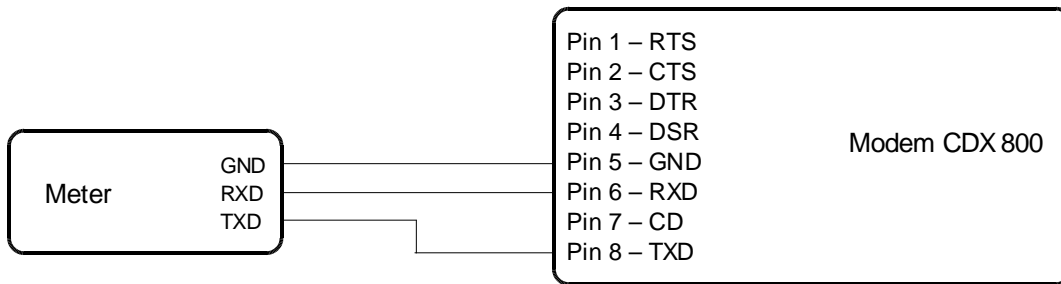 Meter
GND
RXD
TXD
Pin 1 – RTS
Pin 2 – CTS
Pin 3 – DTR
Pin 4 – DSR
Pin 5 – GND
Pin 6 – RXD
Pin 7 – CD
Pin 8 – TXD
Modem CDX 800